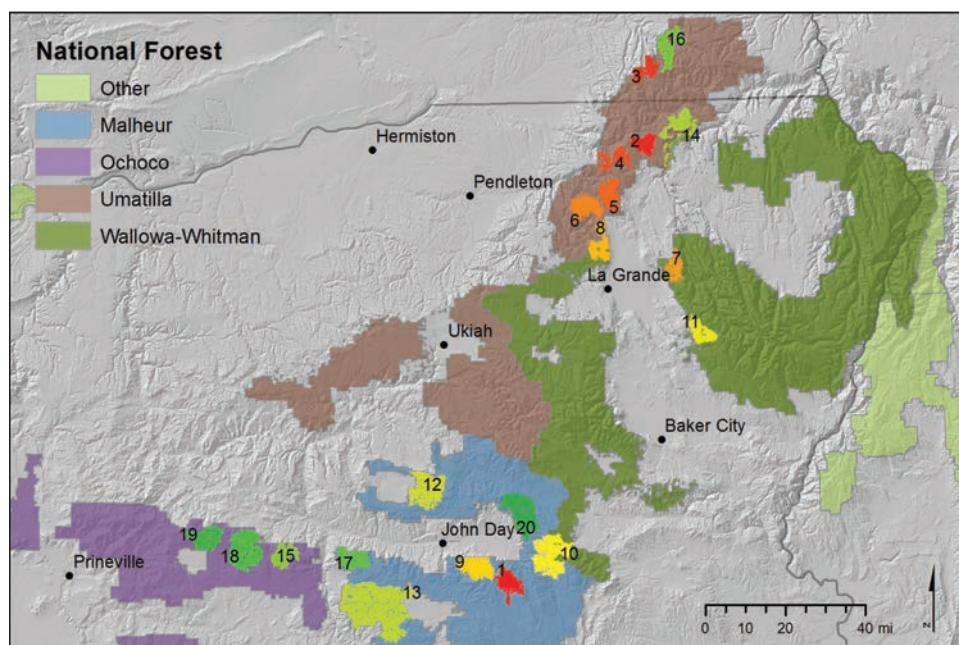 National Forest
Other
Malheur
Ochoco
Umatilla
Wallowa-Whitman
16
3
Hermiston
2
14
4
Pendleton
5
6
8
7
La Grande
11
Ukiah
Baker City
12
20
19
John Day
10
18
15
17
9
1
Prineville
13
0 20 40 mi
N